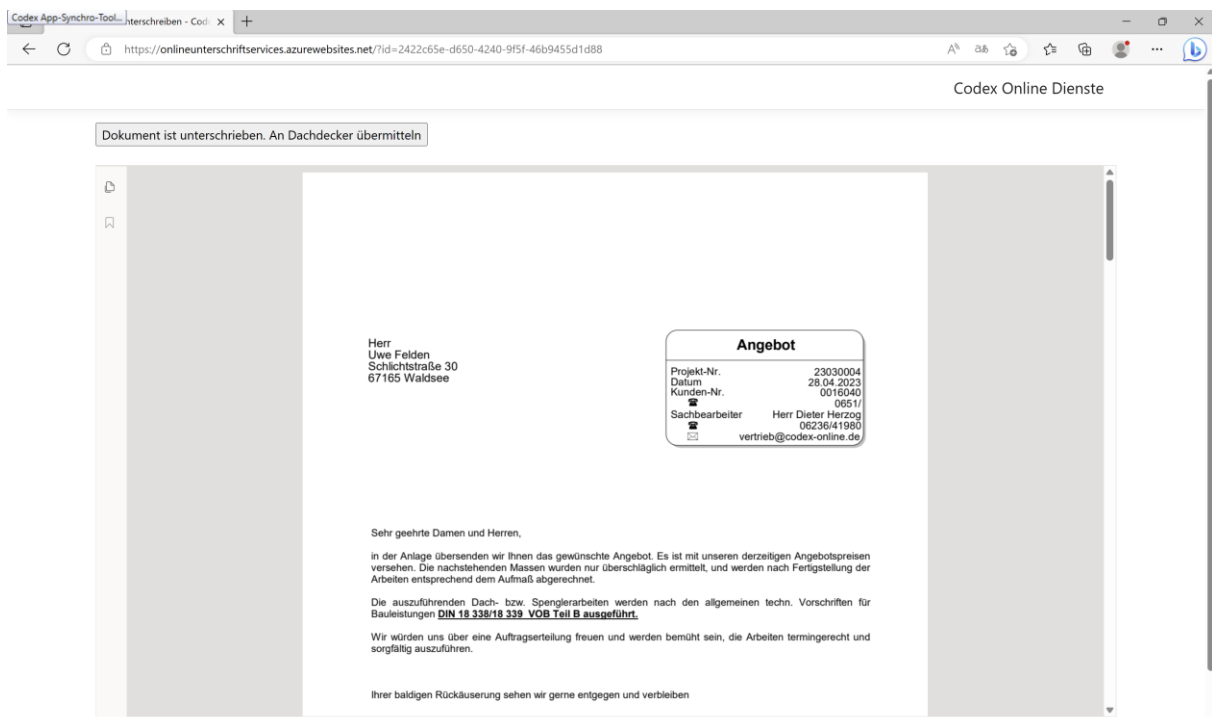 Codex App-Synchro-Tool...
nterschreiben - Code
https://onlineunterschriftservices.azurewebsites.net/?id=2422c65e-d650-4240-9f5f-46b9455d1d88
Codex Online Dienste
Dokument ist unterschrieben. An Dachdecker übermitteln
Herr
Uwe Felden
Schlichtstraße 30
67165 Waldsee
Angebot
Projekt-Nr. 23030004
Datum 28.04.2023
Kunden-Nr. 0016040
☎ 0651/
Sachbearbeiter Herr Dieter Herzog
☎ 06236/41980
✉ vertrieb@codex-online.de
Sehr geehrte Damen und Herren,
in der Anlage übersenden wir Ihnen das gewünschte Angebot. Es ist mit unseren derzeitigen Angebotspreisen
versehen. Die nachstehenden Massen wurden nur überschläglich ermittelt, und werden nach Fertigstellung der
Arbeiten entsprechend dem Aufmaß abgerechnet.
Die auszuführenden Dach- bzw. Spenglerarbeiten werden nach den allgemeinen techn. Vorschriften für
Bauleistungen DIN 18 338/18 339 VOB Teil B ausgeführt.
Wir würden uns über eine Auftragserteilung freuen und werden bemüht sein, die Arbeiten termingerecht und
sorgfältig auszuführen.
Ihrer baldigen Rückäuserung sehen wir gerne entgegen und verbleiben